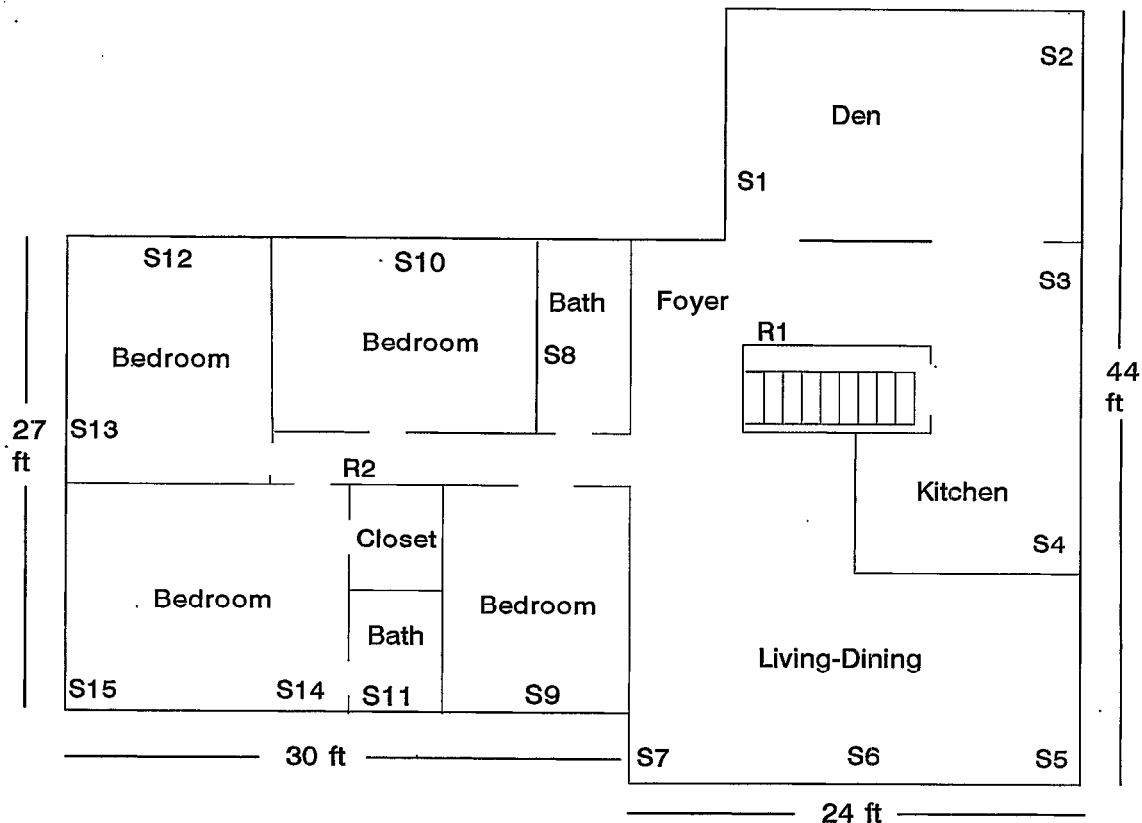 S2
Den
S1
S12
S10
Bath
Foyer
S3
R1
Bedroom
Bedroom
S8
44
ft
27
ft
S13
R2
Kitchen
Closet
S4
Bedroom
Bedroom
Bath
Living-Dining
S15
S14
S11
S9
30 ft
S7
S6
S5
24 ft